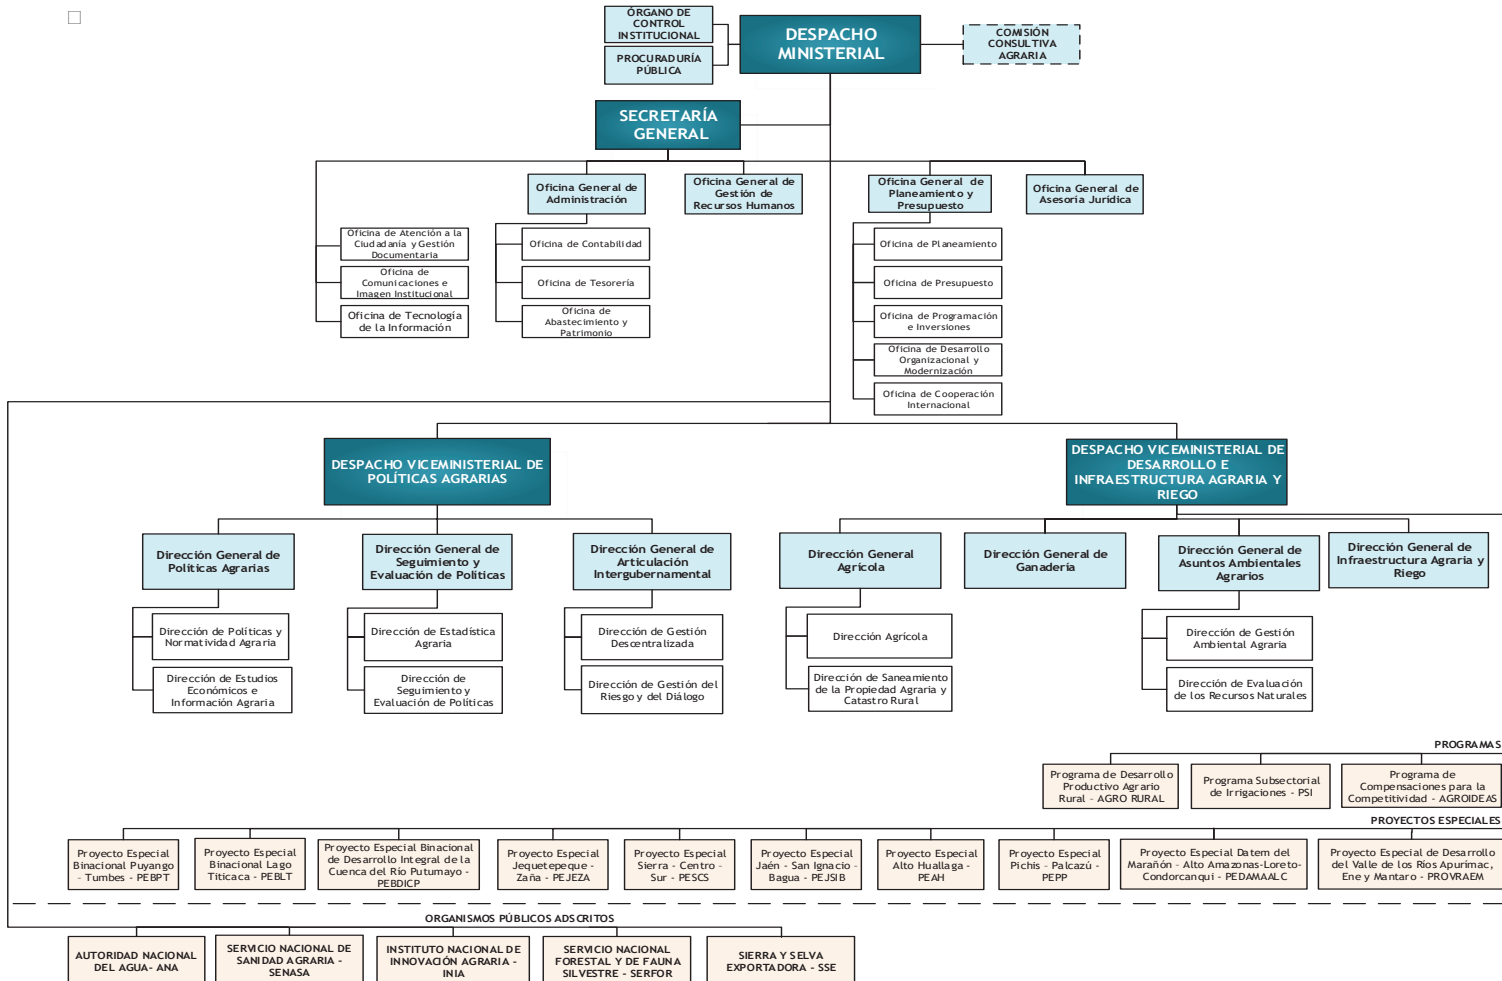 ÓRGANO DE
CONTROL
INSTITUCIONAL
PROCURADURÍA
PÚBLICA
DESPACHO
MINISTERIAL
COMISIÓN
CONSULTIVA
AGRARIA
SECRETARÍA
GENERAL
Oficina General de
Administración
Oficina General de
Gestión de
Recursos Humanos
Oficina General de
Planeamiento y
Presupuesto
Oficina General de
Asesoría Jurídica
Oficina de Atención a la
Ciudadanía y Gestión
Documentaria
Oficina de
Comunicaciones e
Imagen Institucional
Oficina de Tecnología
de la Información
Oficina de Contabilidad
Oficina de Tesorería
Oficina de
Abastecimiento y
Patrimonio
Oficina de Planeamiento
Oficina de Presupuesto
Oficina de Programación
e Inversiones
Oficina de Desarrollo
Organizacional y
Modernización
Oficina de Cooperación
Internacional
DESPACHO VICEMINISTERIAL DE
POLÍTICAS AGRARIAS
DESPACHO VICEMINISTERIAL DE
DESARROLLO E
INFRAESTRUCTURA AGRARIA Y
RIEGO
Dirección General de
Políticas Agrarias
Dirección General de
Seguimiento y
Evaluación de Políticas
Dirección General de
Articulación
Intergubernamental
Dirección General
Agrícola
Dirección General de
Ganadería
Dirección General de
Asuntos Ambientales
Agrarios
Dirección General de
Infraestructura Agraria y
Riego
Dirección de Políticas y
Normatividad Agraria
Dirección de Estudios
Económicos e
Información Agraria
Dirección de Estadística
Agraria
Dirección de
Seguimiento y
Evaluación de Políticas
Dirección de Gestión
Descentralizada
Dirección de Gestión del
Riesgo y del Diálogo
Dirección Agrícola
Dirección de Saneamiento
de la Propiedad Agraria y
Catastro Rural
Dirección de Gestión
Ambiental Agraria
Dirección de Evaluación
de los Recursos Naturales
PROGRAMAS
Programa de Desarrollo
Productivo Agrario
Rural - AGRO RURAL
Programa Subsectorial
de Irrigaciones - PSI
Programa de
Compensaciones para la
Competitividad - AGROIDEAS
PROYECTOS ESPECIALES
Proyecto Especial
Binacional Puyango
- Tumbes - PEBPT
Proyecto Especial
Binacional Lago
Titicaca - PEBLT
Proyecto Especial Binacional
de Desarrollo Integral de la
Cuenca del Río Putumayo -
PEBDICP
Proyecto Especial
Jequetepeque -
Zaña - PEJEZA
Proyecto Especial
Sierra - Centro -
Sur - PESCS
Proyecto Especial
Jaén - San Ignacio -
Bagua - PEJSIB
Proyecto Especial
Alto Huallaga -
PEAH
Proyecto Especial
Pichis - Palcazú -
PEPP
Proyecto Especial Datem del
Marañón - Alto Amazonas-Loreto-
Condorcanqui - PEDAMAALC
Proyecto Especial de Desarrollo
del Valle de los Ríos Apurímac,
Ene y Mantaro - PROVRAEM
ORGANISMOS PÚBLICOS ADSCRITOS
AUTORIDAD NACIONAL
DEL AGUA- ANA
SERVICIO NACIONAL DE
SANIDAD AGRARIA -
SENASA
INSTITUTO NACIONAL DE
INNOVACIÓN AGRARIA -
INIA
SERVICIO NACIONAL
FORESTAL Y DE FAUNA
SILVESTRE - SERFOR
SIERRA Y SELVA
EXPORTADORA - SSE